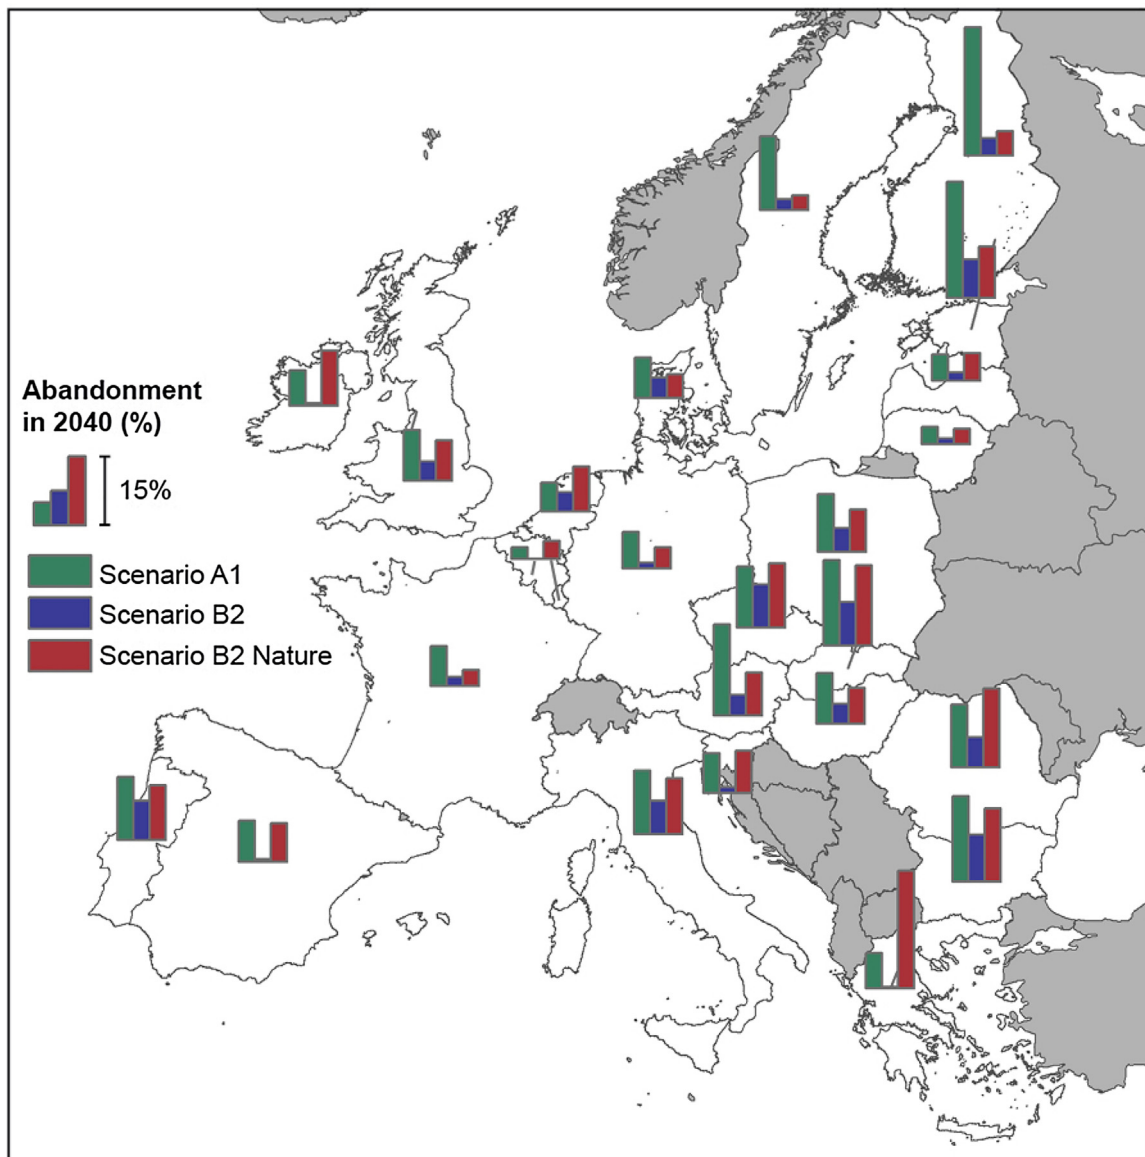 Abandonment
in 2040 (%)
15%
Scenario A1
Scenario B2
Scenario B2 Nature